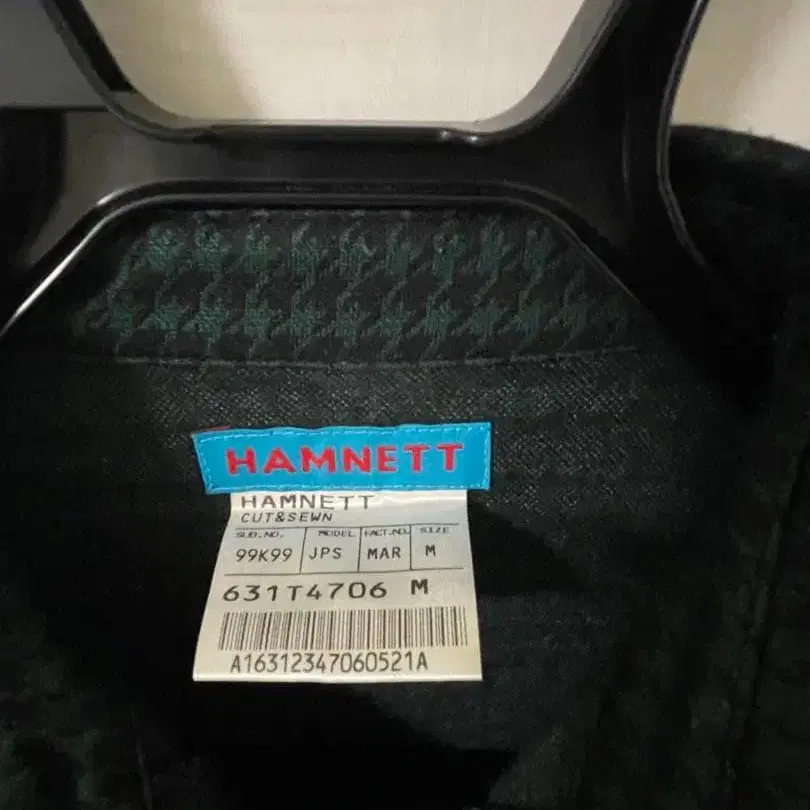 HAMNETT
HAMNETT
CUT&SEWN
SUB.NO. MODEL FACT.NO. SIZE
99K99 JPS MAR M
631T4706 M
A16312347060521A